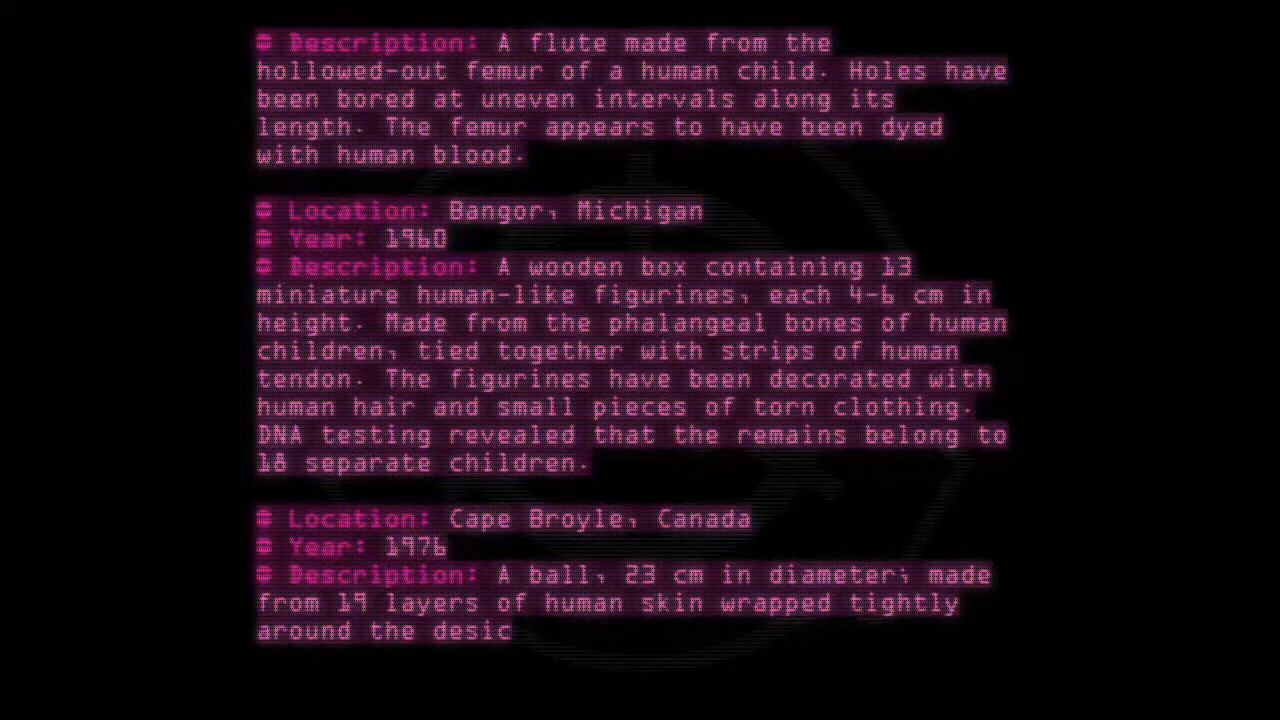 Description: A flute made from the
hollowed-out femur of a human child. Holes have
been bored at uneven intervals along its
length. The femur appears to have been dyed
with human blood.
Location: Bangor, Michigan
Year: 1960
Description: A wooden box containing 13
miniature human-like figurines, each 4-6 cm in
height. Made from the phalangeal bones of human
children, tied together with strips of human
tendon. The figurines have been decorated with
human hair and small pieces of torn clothing.
DNA testing revealed that the remains belong to
18 separate children.
Location: Cape Broyle, Canada
Year: 1976
Description: A ball, 23 cm in diameter; made
from 19 layers of human skin wrapped tightly
around the desic